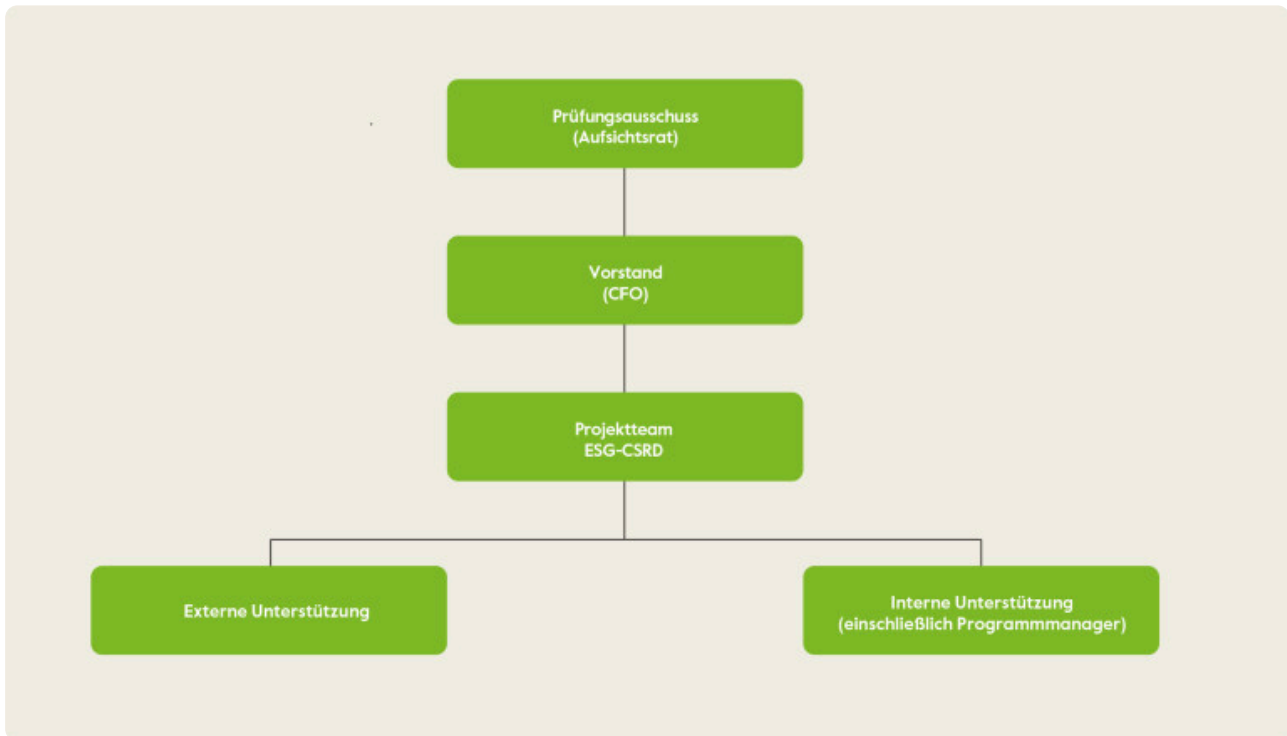 Prüfungsausschuss
(Aufsichtsrat)
Vorstand
(CFO)
Projektteam
ESG-CSRD
Externe Unterstützung
Interne Unterstützung
(einschließlich Programmmanager)